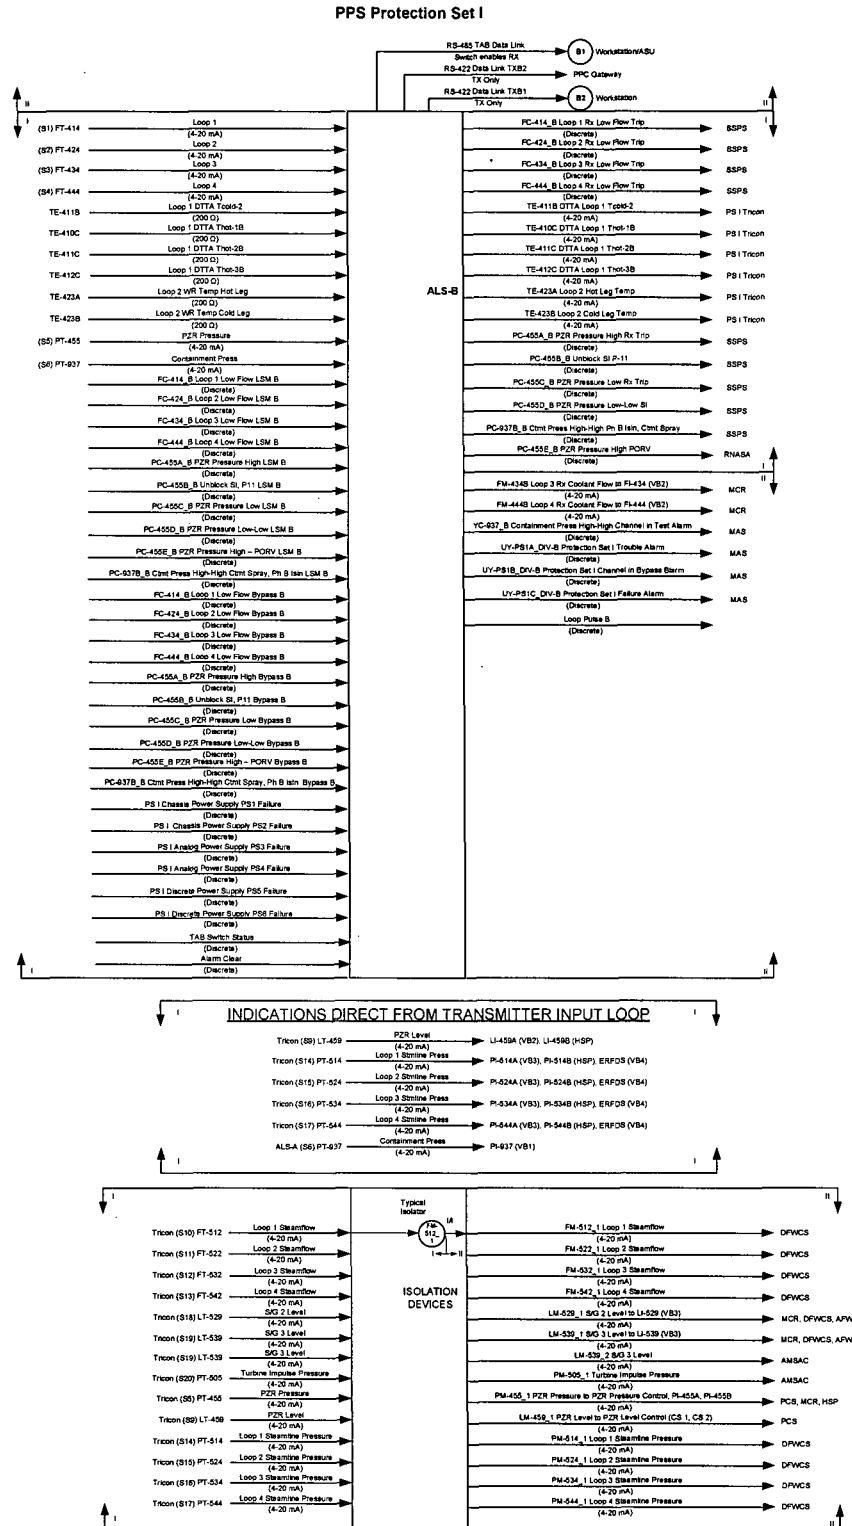 PPS Protection Set I
RS-485 TAB Data Link
Switch enables RX
B1
Workstation/ASU
RS-422 Data Link TXB2
TX Only
PPC Gateway
RS-422 Data Link TXB1
TX Only
B2
Workstation
II
I
II
I
(S1) FT-414
Loop 1
(4-20 mA)
(S2) FT-424
Loop 2
(4-20 mA)
(S3) FT-434
Loop 3
(4-20 mA)
(S4) FT-444
Loop 4
(4-20 mA)
TE-411B
Loop 1 DTTA Tcold-2
(200 Ω)
TE-410C
Loop 1 DTTA Thot-1B
(200 Ω)
TE-411C
Loop 1 DTTA Thot-2B
(200 Ω)
TE-412C
Loop 1 DTTA Thot-3B
(200 Ω)
TE-423A
Loop 2 WR Temp Hot Leg
(200 Ω)
TE-423B
Loop 2 WR Temp Cold Leg
(200 Ω)
(S5) PT-455
PZR Pressure
(4-20 mA)
(S6) PT-937
Containment Press
(4-20 mA)
FC-414_B Loop 1 Low Flow LSM B
(Discrete)
FC-424_B Loop 2 Low Flow LSM B
(Discrete)
FC-434_B Loop 3 Low Flow LSM B
(Discrete)
FC-444_B Loop 4 Low Flow LSM B
(Discrete)
PC-455A_B PZR Pressure High LSM B
(Discrete)
PC-455B_B Unblock SI, P11 LSM B
(Discrete)
PC-455C_B PZR Pressure Low LSM B
(Discrete)
PC-455D_B PZR Pressure Low-Low LSM B
(Discrete)
PC-455E_B PZR Pressure High – PORV LSM B
(Discrete)
PC-937B_B Ctmt Press High-High Ctmt Spray, Ph B Isln LSM B
(Discrete)
FC-414_B Loop 1 Low Flow Bypass B
(Discrete)
FC-424_B Loop 2 Low Flow Bypass B
(Discrete)
FC-434_B Loop 3 Low Flow Bypass B
(Discrete)
FC-444_B Loop 4 Low Flow Bypass B
(Discrete)
PC-455A_B PZR Pressure High Bypass B
(Discrete)
PC-455B_B Unblock SI, P11 Bypass B
(Discrete)
PC-455C_B PZR Pressure Low Bypass B
(Discrete)
PC-455D_B PZR Pressure Low-Low Bypass B
(Discrete)
PC-455E_B PZR Pressure High – PORV Bypass B
(Discrete)
PC-937B_B Ctmt Press High-High Ctmt Spray, Ph B Isln Bypass B
(Discrete)
PS I Chassis Power Supply PS1 Failure
(Discrete)
PS I Chassis Power Supply PS2 Failure
(Discrete)
PS I Analog Power Supply PS3 Failure
(Discrete)
PS I Analog Power Supply PS4 Failure
(Discrete)
PS I Discrete Power Supply PS5 Failure
(Discrete)
PS I Discrete Power Supply PS6 Failure
(Discrete)
TAB Switch Status
(Discrete)
Alarm Clear
(Discrete)
I
ALS-B
FC-414_B Loop 1 Rx Low Flow Trip
(Discrete)
SSPS
FC-424_B Loop 2 Rx Low Flow Trip
(Discrete)
SSPS
FC-434_B Loop 3 Rx Low Flow Trip
(Discrete)
SSPS
FC-444_B Loop 4 Rx Low Flow Trip
(Discrete)
SSPS
TE-411B DTTA Loop 1 Tcold-2
(4-20 mA)
PS I Tricon
TE-410C DTTA Loop 1 Thot-1B
(4-20 mA)
PS I Tricon
TE-411C DTTA Loop 1 Thot-2B
(4-20 mA)
PS I Tricon
TE-412C DTTA Loop 1 Thot-3B
(4-20 mA)
PS I Tricon
TE-423A Loop 2 Hot Leg Temp
(4-20 mA)
PS I Tricon
TE-423B Loop 2 Cold Leg Temp
(4-20 mA)
PS I Tricon
PC-455A_B PZR Pressure High Rx Trip
(Discrete)
SSPS
PC-455B_B Unblock SI P-11
(Discrete)
SSPS
PC-455C_B PZR Pressure Low Rx Trip
(Discrete)
SSPS
PC-455D_B PZR Pressure Low-Low SI
(Discrete)
SSPS
PC-937B_B Ctmt Press High-High Ph B Isln, Ctmt Spray
(Discrete)
SSPS
PC-455E_B PZR Pressure High PORV
(Discrete)
RNASA
I
II
FM-434B Loop 3 Rx Coolant Flow to FI-434 (VB2)
(4-20 mA)
MCR
FM-444B Loop 4 Rx Coolant Flow to FI-444 (VB2)
(4-20 mA)
MCR
YC-937_B Containment Press High-High Channel in Test Alarm
(Discrete)
MAS
UY-PS1A_DIV-B Protection Set I Trouble Alarm
(Discrete)
MAS
UY-PS1B_DIV-B Protection Set I Channel in Bypass Blarm
(Discrete)
MAS
UY-PS1C_DIV-B Protection Set I Failure Alarm
(Discrete)
MAS
Loop Pulse B
(Discrete)
II
INDICATIONS DIRECT FROM TRANSMITTER INPUT LOOP
I
I
Tricon (S9) LT-459
PZR Level
(4-20 mA)
LI-459A (VB2), LI-459B (HSP)
Tricon (S14) PT-514
Loop 1 Stmline Press
(4-20 mA)
PI-514A (VB3), PI-514B (HSP), ERFDS (VB4)
Tricon (S15) PT-524
Loop 2 Stmline Press
(4-20 mA)
PI-524A (VB3), PI-524B (HSP), ERFDS (VB4)
Tricon (S16) PT-534
Loop 3 Stmline Press
(4-20 mA)
PI-534A (VB3), PI-534B (HSP), ERFDS (VB4)
Tricon (S17) PT-544
Loop 4 Stmline Press
(4-20 mA)
PI-544A (VB3), PI-544B (HSP), ERFDS (VB4)
ALS-A (S6) PT-937
Containment Press
(4-20 mA)
PI-937 (VB1)
I
I
I
II
Typical
Isolator
FM-
512_
1
IA
I
II
ISOLATION
DEVICES
Tricon (S10) FT-512
Loop 1 Steamflow
(4-20 mA)
FM-512_1 Loop 1 Steamflow
(4-20 mA)
DFWCS
Tricon (S11) FT-522
Loop 2 Steamflow
(4-20 mA)
FM-522_1 Loop 2 Steamflow
(4-20 mA)
DFWCS
Tricon (S12) FT-532
Loop 3 Steamflow
(4-20 mA)
FM-532_1 Loop 3 Steamflow
(4-20 mA)
DFWCS
Tricon (S13) FT-542
Loop 4 Steamflow
(4-20 mA)
FM-542_1 Loop 4 Steamflow
(4-20 mA)
DFWCS
Tricon (S18) LT-529
S/G 2 Level
(4-20 mA)
LM-529_1 S/G 2 Level to LI-529 (VB3)
(4-20 mA)
MCR, DFWCS, AFW
Tricon (S19) LT-539
S/G 3 Level
(4-20 mA)
LM-539_1 S/G 3 Level to LI-539 (VB3)
(4-20 mA)
MCR, DFWCS, AFW
Tricon (S19) LT-539
S/G 3 Level
(4-20 mA)
LM-539_2 S/G 3 Level
(4-20 mA)
AMSAC
Tricon (S20) PT-505
Turbine Impulse Pressure
(4-20 mA)
PM-505_1 Turbine Impulse Pressure
(4-20 mA)
AMSAC
Tricon (S5) PT-455
PZR Pressure
(4-20 mA)
PM-455_1 PZR Pressure to PZR Pressure Control, PI-455A, PI-455B
(4-20 mA)
PCS, MCR, HSP
Tricon (S9) LT-459
PZR Level
(4-20 mA)
LM-459_1 PZR Level to PZR Level Control (CS 1, CS 2)
(4-20 mA)
PCS
Tricon (S14) PT-514
Loop 1 Steamline Pressure
(4-20 mA)
PM-514_1 Loop 1 Steamline Pressure
(4-20 mA)
DFWCS
Tricon (S15) PT-524
Loop 2 Steamline Pressure
(4-20 mA)
PM-524_1 Loop 2 Steamline Pressure
(4-20 mA)
DFWCS
Tricon (S16) PT-534
Loop 3 Steamline Pressure
(4-20 mA)
PM-534_1 Loop 3 Steamline Pressure
(4-20 mA)
DFWCS
Tricon (S17) PT-544
Loop 4 Steamline Pressure
(4-20 mA)
PM-544_1 Loop 4 Steamline Pressure
(4-20 mA)
DFWCS
I
II